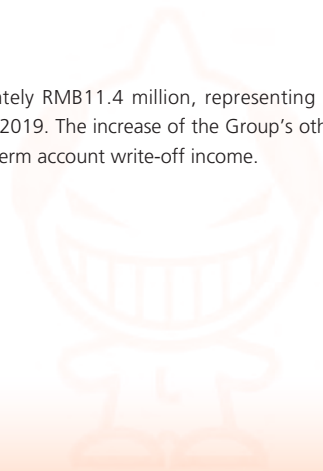 ately RMB11.4 million, representing
2019. The increase of the Group's oth
erm account write-off income.
L